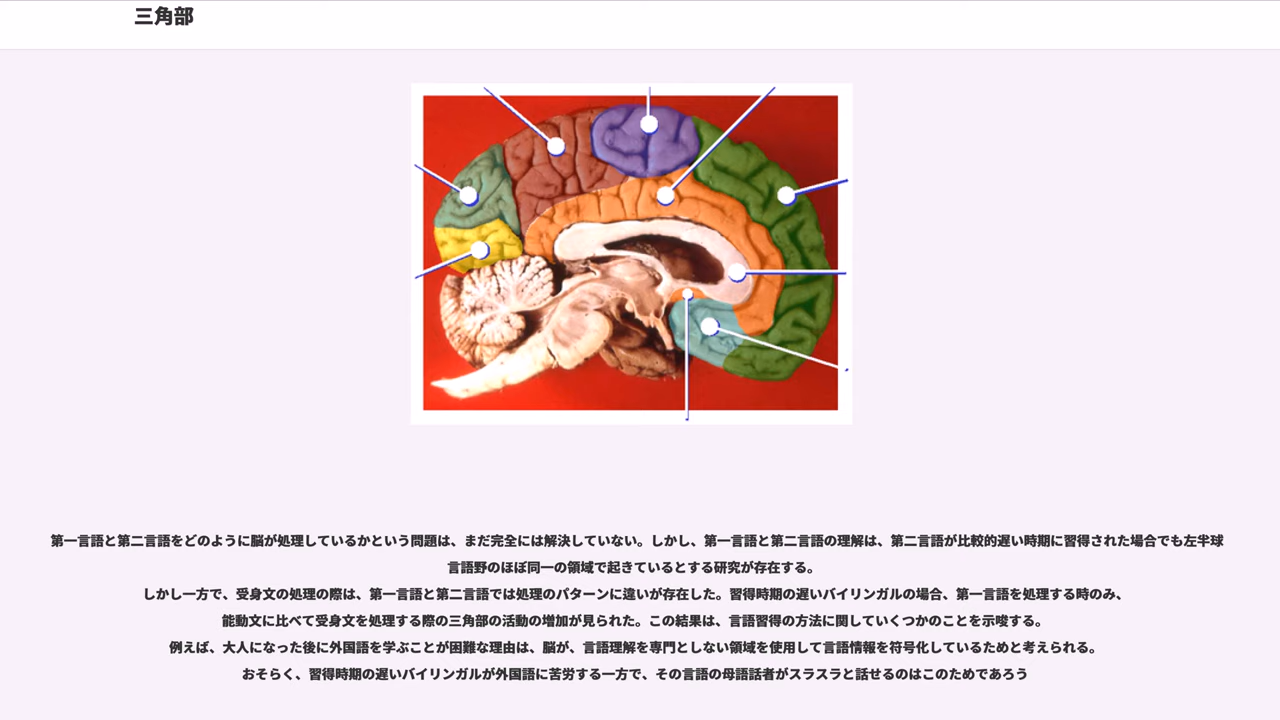 三角部
第一言語と第二言語をどのように脳が処理しているかという問題は、まだ完全には解決していない。しかし、第一言語と第二言語の理解は、第二言語が比較的遅い時期に習得された場合でも左半球
言語野のほぼ同一の領域で起きているとする研究が存在する。
しかし一方で、受身文の処理の際は、第一言語と第二言語では処理のパターンに違いが存在した。習得時期の遅いバイリンガルの場合、第一言語を処理する時のみ、
能動文に比べて受身文を処理する際の三角部の活動の増加が見られた。この結果は、言語習得の方法に関していくつかのことを示唆する。
例えば、大人になった後に外国語を学ぶことが困難な理由は、脳が、言語理解を専門としない領域を使用して言語情報を符号化しているためと考えられる。
おそらく、習得時期の遅いバイリンガルが外国語に苦労する一方で、その言語の母語話者がスラスラと話せるのはこのためであろう